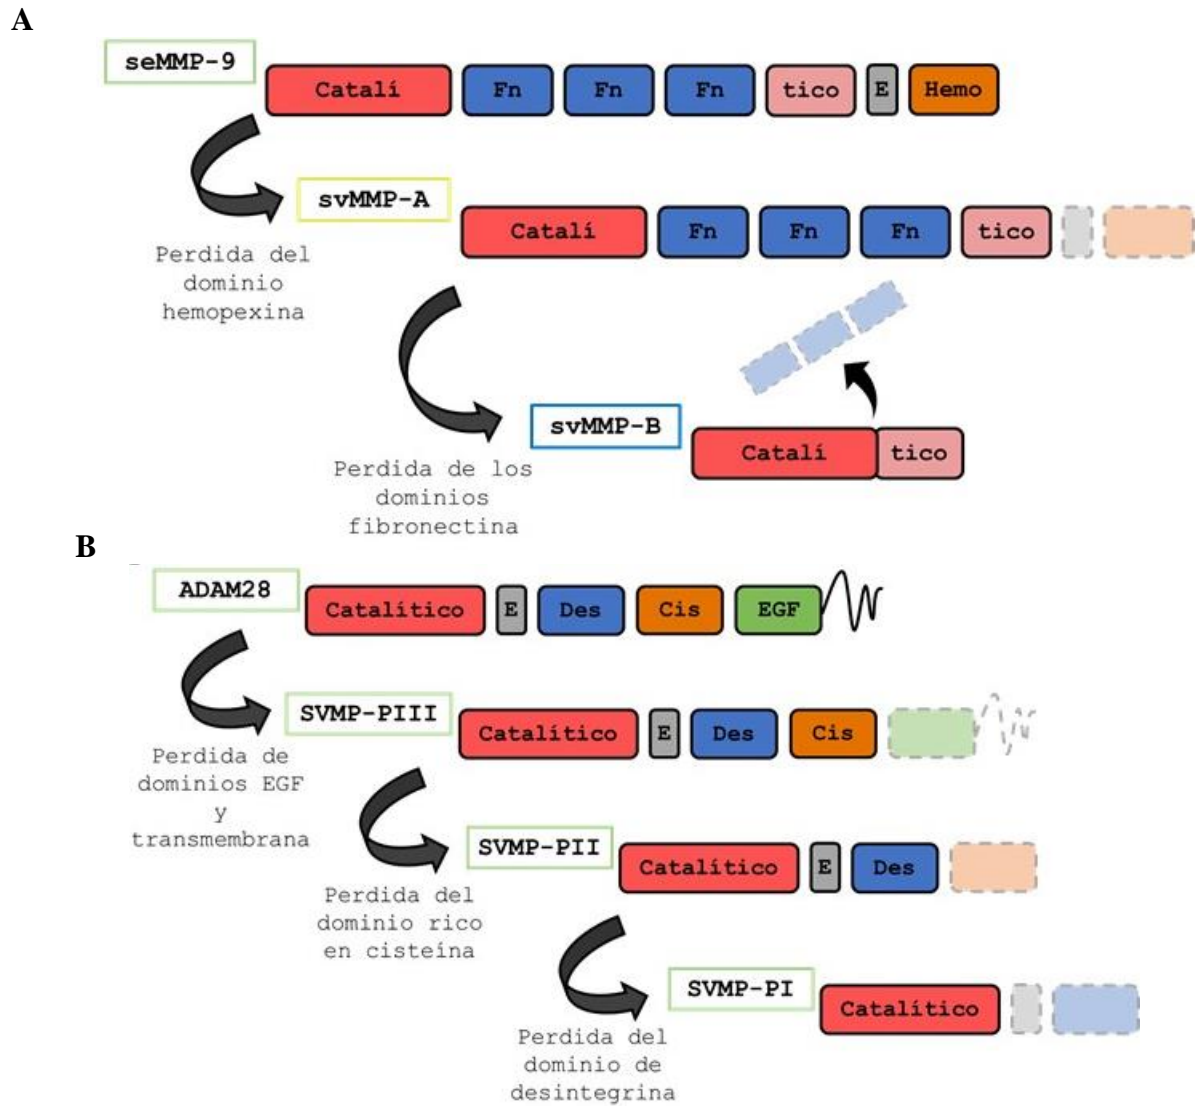 A
seMMP-9
Catalí Fn Fn Fn tico E Hemo
svMMP-A
Catalí Fn Fn Fn tico
Perdida del
dominio
hemopexina
svMMP-B
Catalí tico
Perdida de los
dominios
fibronectina
B
ADAM28
Catalítico E Des Cis EGF
SVMP-PIII
Catalítico E Des Cis
Perdida de
dominios EGF
y
transmembrana
SVMP-PII
Catalítico E Des
Perdida del
dominio rico
en cisteína
SVMP-PI
Catalítico
Perdida del
dominio de
desintegrina